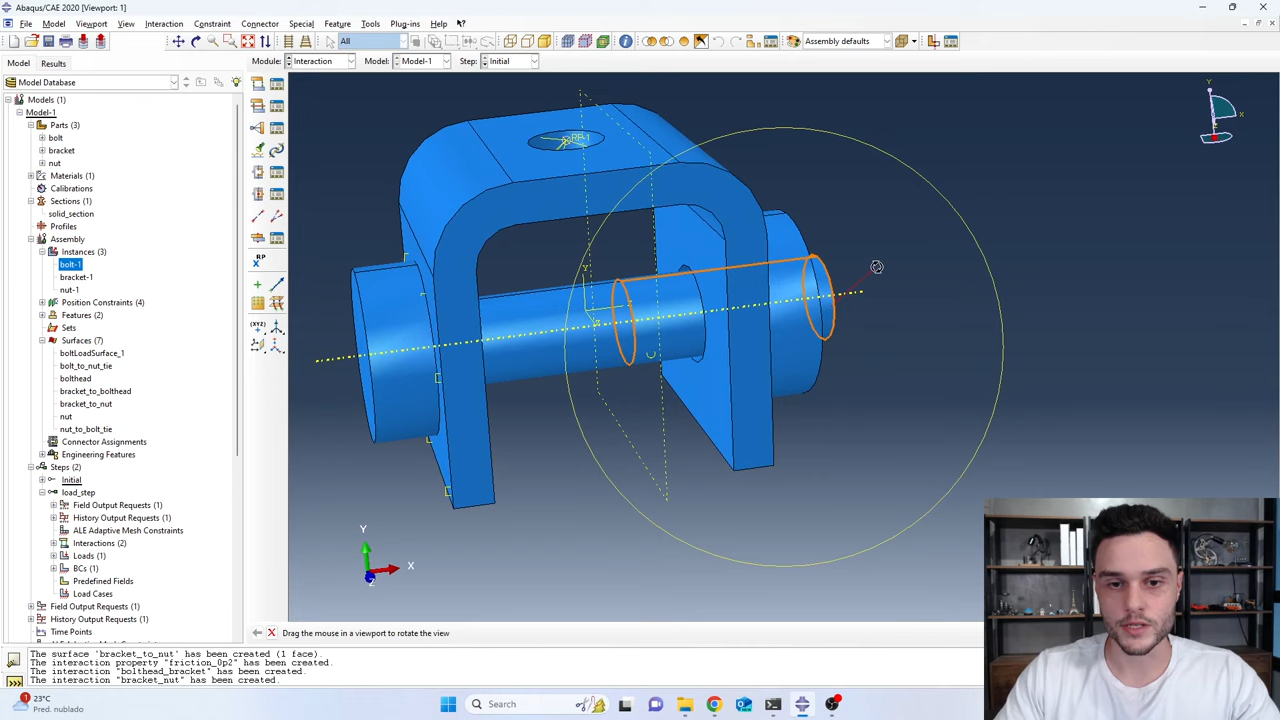 Abaqus/CAE 2020 [Viewport: 1]
File Model Viewport View Interaction Constraint Connector Special Feature Tools Plug-ins Help
All
Assembly defaults
Model Results
Module: Interaction Model: Model-1 Step: Initial
Model Database
Models (1)
Model-1
Parts (3)
bolt
bracket
nut
Materials (1)
Calibrations
Sections (1)
solid_section
Profiles
Assembly
Instances (3)
bolt-1
bracket-1
nut-1
Position Constraints (4)
Features (2)
Sets
Surfaces (7)
boltLoadSurface_1
bolt_to_nut_tie
bolthead
bracket_to_bolthead
bracket_to_nut
nut
nut_to_bolt_tie
Connector Assignments
Engineering Features
Steps (2)
Initial
load_step
Field Output Requests (1)
History Output Requests (1)
ALE Adaptive Mesh Constraints
Interactions (2)
Loads (1)
BCs (1)
Predefined Fields
Load Cases
Field Output Requests (1)
History Output Requests (1)
Time Points
RP
(XYZ)
RP-1
Y
X
Y
X
Z
Drag the mouse in a viewport to rotate the view
The surface 'bracket_to_nut' has been created (1 face).
The interaction property "friction_0p2" has been created.
The interaction "bolthead_bracket" has been created.
The interaction "bracket_nut" has been created.
23°C
Pred. nublado
Search